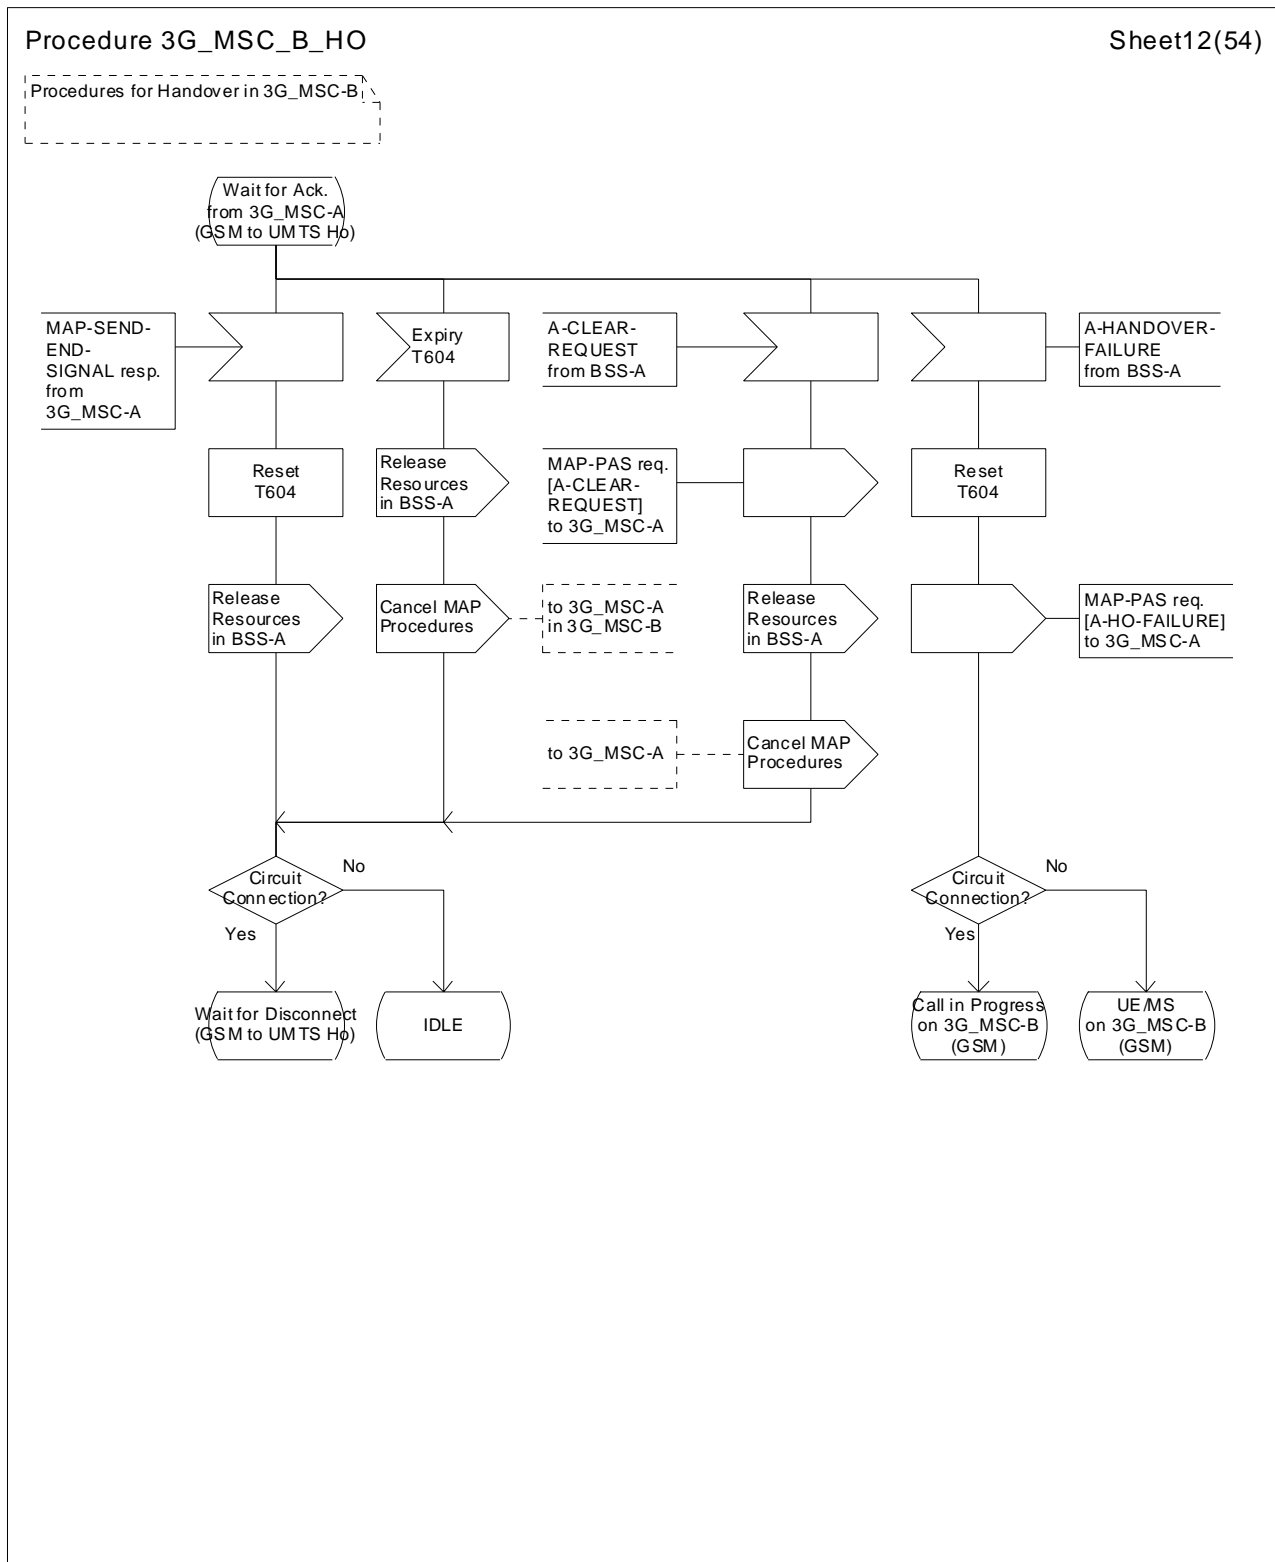 Procedure 3G_MSC_B_HO
Sheet12(54)
Procedures for Handover in 3G_MSC-B
Wait for Ack.
from 3G_MSC-A
(GSM to UMTS Ho)
MAP-SEND-
END-
SIGNAL resp.
from
3G_MSC-A
Expiry
T604
A-CLEAR-
REQUEST
from BSS-A
A-HANDOVER-
FAILURE
from BSS-A
Reset
T604
Release
Resources
in BSS-A
MAP-PAS req.
[A-CLEAR-
REQUEST]
to 3G_MSC-A
Reset
T604
Release
Resources
in BSS-A
Cancel MAP
Procedures
to 3G_MSC-A
in 3G_MSC-B
Release
Resources
in BSS-A
MAP-PAS req.
[A-HO-FAILURE]
to 3G_MSC-A
to 3G_MSC-A
Cancel MAP
Procedures
Circuit
Connection?
No
Yes
Circuit
Connection?
No
Yes
Wait for Disconnect
(GSM to UMTS Ho)
IDLE
Call in Progress
on 3G_MSC-B
(GSM)
UE/MS
on 3G_MSC-B
(GSM)